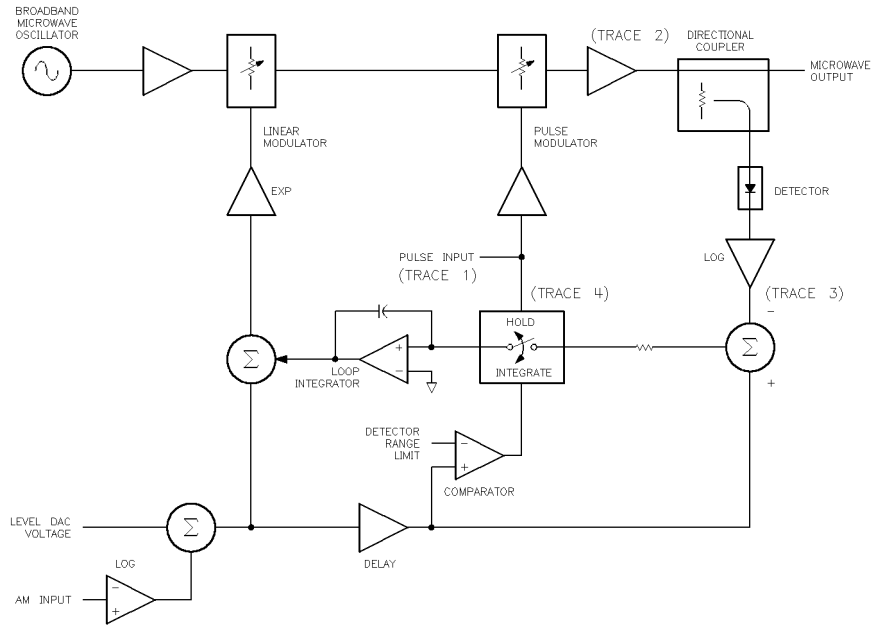 BROADBAND
MICROWAVE
OSCILLATOR
(TRACE 2)
DIRECTIONAL
COUPLER
MICROWAVE
OUTPUT
LINEAR
MODULATOR
PULSE
MODULATOR
EXP
DETECTOR
LOG
PULSE INPUT
(TRACE 1)
(TRACE 4)
(TRACE 3)
-
HOLD
INTEGRATE
Σ
+
-
LOOP
INTEGRATOR
Σ
+
DETECTOR
RANGE
LIMIT
-
+
COMPARATOR
LEVEL DAC
VOLTAGE
Σ
DELAY
LOG
AM INPUT
-
+